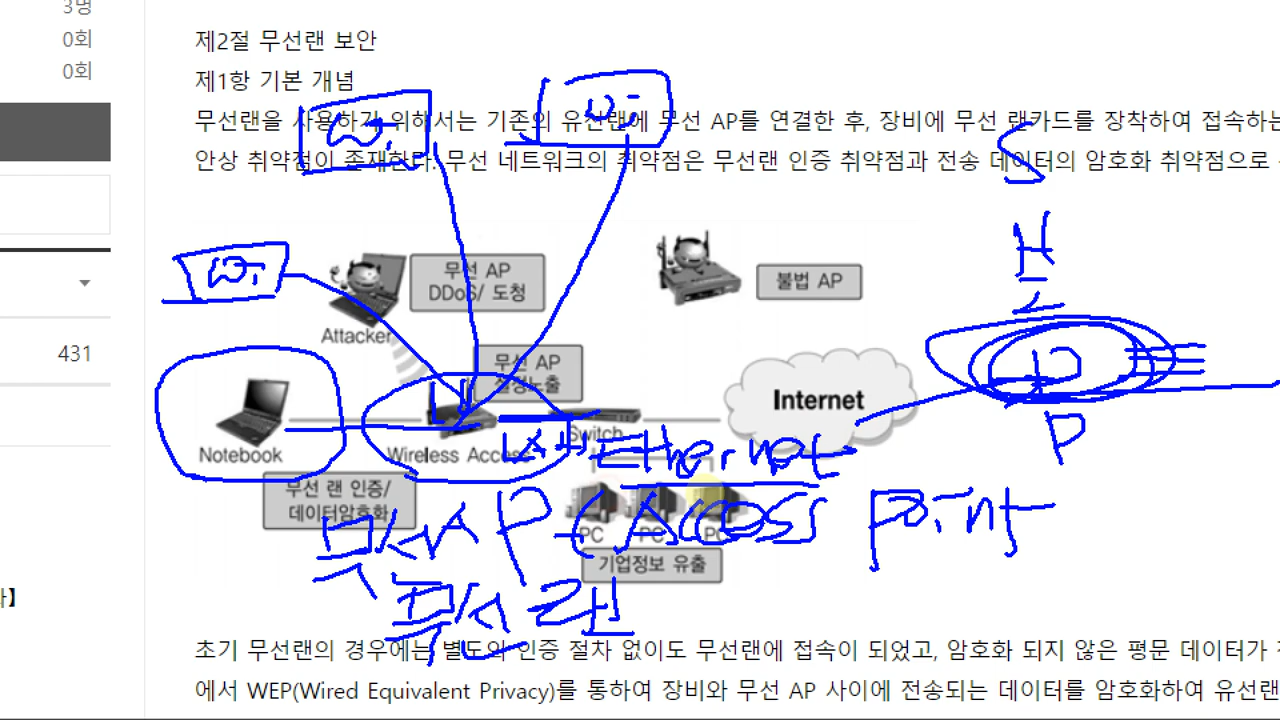 3명
0회
0회
431
제2절 무선랜 보안
제1항 기본 개념
무선랜을 사용하기 위해서는 기존의 유선랜에 무선 AP를 연결한 후, 장비에 무선 랜카드를 장착하여 접속하는
안상 취약점이 존재한다. 무선 네트워크의 취약점은 무선랜 인증 취약점과 전송 데이터의 암호화 취약점으로
S
H
무선 AP
DDoS/ 도청
불법 AP
Attacker
무선 AP
설정노출
Internet
P
Notebook
Wireless Access
Switch
Ethernet
P
무선 랜 인증/
데이터암호화
무선 AP (Access Point
PC
PC
PC
기업정보 유출
무선랜
초기 무선랜의 경우에는 별도의 인증 절차 없이도 무선랜에 접속이 되었고, 암호화 되지 않은 평문 데이터가
에서 WEP(Wired Equivalent Privacy)를 통하여 장비와 무선 AP 사이에 전송되는 데이터를 암호화하여 유선랜